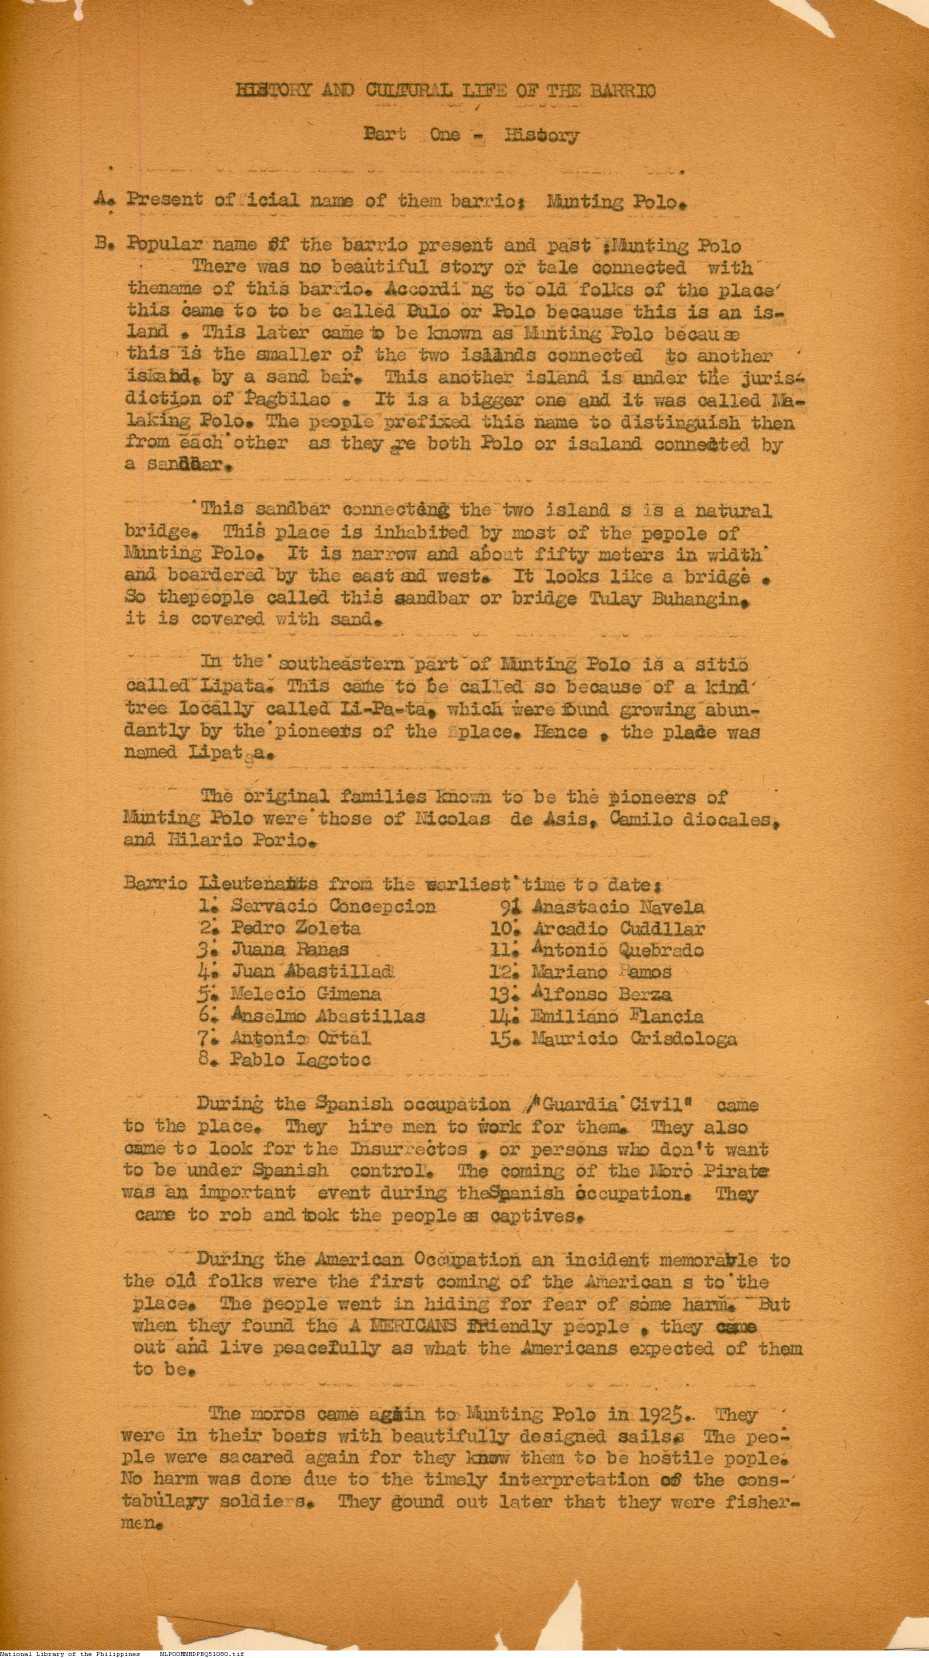 HISTORY AND CULTURAL LIFE OF THE BARRIO
Part One - History
A. Present official name of them barrio; Munting Polo.
B. Popular name of the barrio present and past ;Munting Polo
There was no beautiful story or tale connected with
thename of this barrio. Accordi ng to old folks of the place
this came to to be called Pulo or Polo because this is an is-
land . This later came to be known as Munting Polo because
this is the smaller of the two islands connected to another
iskand. by a sand bar. This another island is under the juris-
diction of Pagbilao . It is a bigger one and it was called Ma-
laking Polo. The people prefixed this name to distinguish then
from each other as they are both Polo or isaland connected by
a sandbar.
This sandbar connecting the two island s is a natural
bridge. This place is inhabited by most of the pepole of
Munting Polo. It is narrow and about fifty meters in width
and boardered by the east and west. It looks like a bridge .
So thepeople called this sandbar or bridge Tulay Buhangin.
it is covered with sand.
In the southeastern part of Munting Polo is a sitio
called Lipata. This came to be called so because of a kind
tree locally called Li-Pa-ta, which were found growing abun-
dantly by the pioneers of the place. Hence , the place was
named Lipata.
The original families known to be the pioneers of
Munting Polo were those of Nicolas de Asis, Camilo diocales,
and Hilario Porio.
Barrio Lieutenants from the earliest time to date;
1. Servacio Concepcion 9. Anastacio Navela
2. Pedro Zoleta 10. Arcadio Cuddllar
3. Juana Ranas 11. Antonio Quebrado
4. Juan Abastillad 12. Mariano Ramos
5. Melecio Gimena 13. Alfonso Berza
6. Anselmo Abastillas 14. Emiliano Flancia
7. Antonio Ortal 15. Mauricio Crisdologa
8. Pablo Lagotoc
During the Spanish occupation "Guardia Civil" came
to the place. They hire men to work for them. They also
came to look for the Insurrectos , or persons who don't want
to be under Spanish control. The coming of the Moro Pirate
was an important event during theSpanish occupation. They
came to rob and took the people as captives.
During the American Occupation an incident memorable to
the old folks were the first coming of the American s to the
place. The people went in hiding for fear of some harm. But
when they found the A MERICANS friendly people , they came
out and live peacefully as what the Americans expected of them
to be.
The moros came again to Munting Polo in 1925. They
were in their boats with beautifully designed sails. The peo-
ple were sacared again for they know them to be hostile pople.
No harm was done due to the timely interpretation of the cons-
tabulary soldiers. They gound out later that they were fisher-
men.
National Library of the Philippines